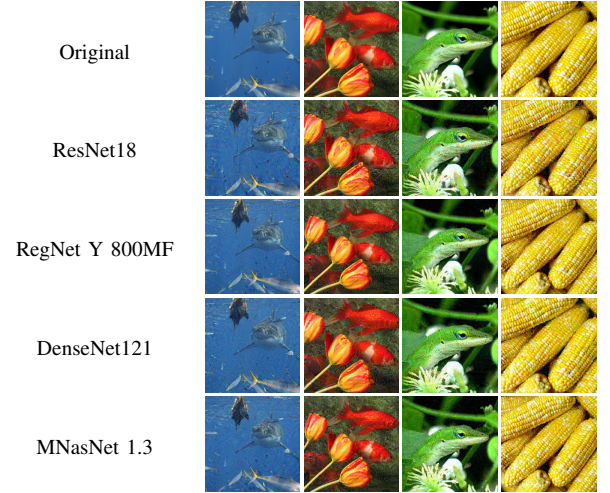 Original
ResNet18
RegNet Y 800MF
DenseNet121
MNasNet 1.3